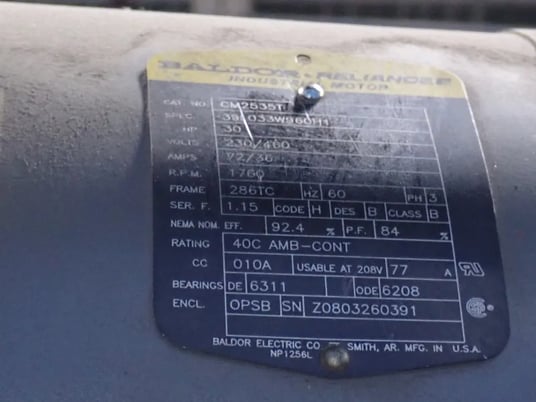 BALDOR · RELIANCER
INDUSTRIAL MOTOR
CAT. NO. CM2535T
SPEC. 39E033W960H1
HP 30
VOLTS 230/460
AMPS 72/36
R.P.M. 1760
FRAME 286TC HZ 60 PH 3
SER. F. 1.15 CODE H DES B CLASS B
NEMA NOM. EFF. 92.4 % P.F. 84 %
RATING 40C AMB-CONT
CC 010A USABLE AT 208V 77 A
BEARINGS DE 6311 ODE 6208
ENCL. OPSB SN Z0803260391
BALDOR ELECTRIC CO. SMITH, AR. MFG. IN U.S.A.
NP1256L